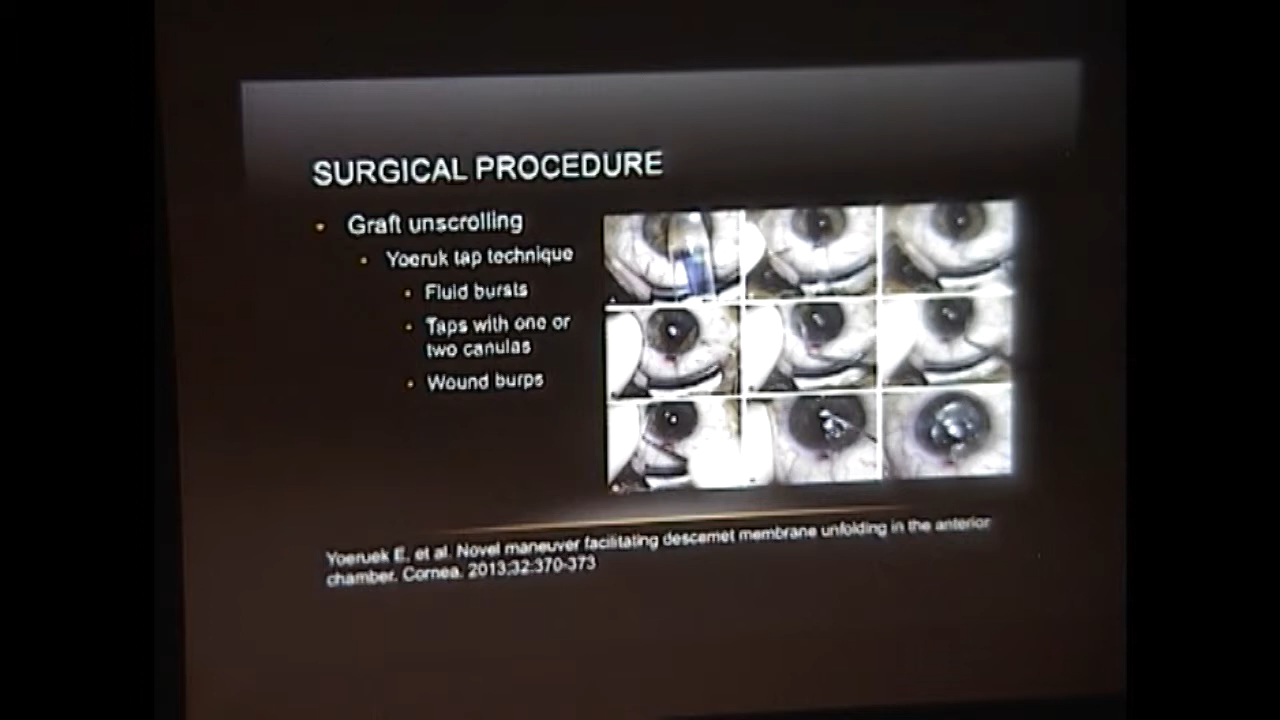 SURGICAL PROCEDURE
Graft unscrolling
Yoeruk tap technique
Fluid bursts
Taps with one or
two canulas
Wound burps
Yoeruek E. et al. Novel maneuver facilitating descemet membrane unfolding in the anterior
chamber. Cornea. 2013;32:370-373